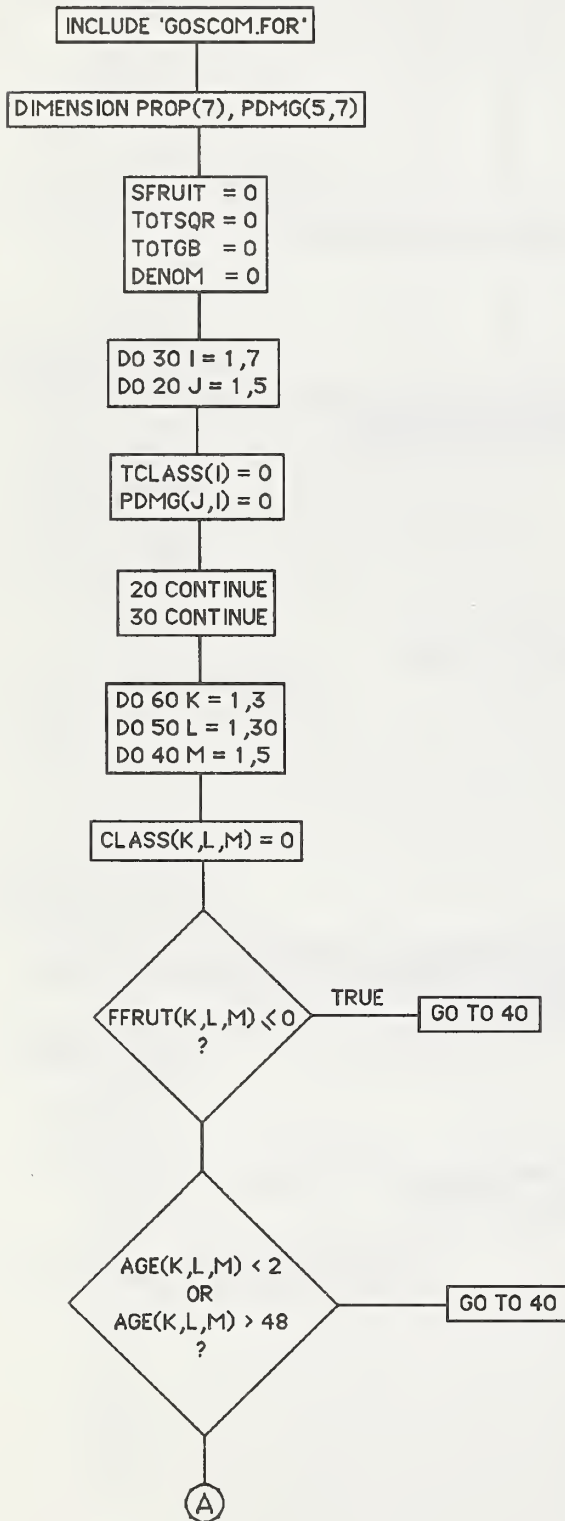 INCLUDE 'GOSCOM.FOR'
DIMENSION PROP(7), PDMG(5,7)
SFRUIT = 0
TOTSQR = 0
TOTGB = 0
DENOM = 0
DO 30 I = 1,7
DO 20 J = 1,5
TCLASS(I) = 0
PDMG(J,I) = 0
20 CONTINUE
30 CONTINUE
DO 60 K = 1,3
DO 50 L = 1,30
DO 40 M = 1,5
CLASS(K,L,M) = 0
FFRUT(K,L,M) ≤ 0
?
TRUE
GO TO 40
AGE(K,L,M) < 2
OR
AGE(K,L,M) > 48
?
GO TO 40
A